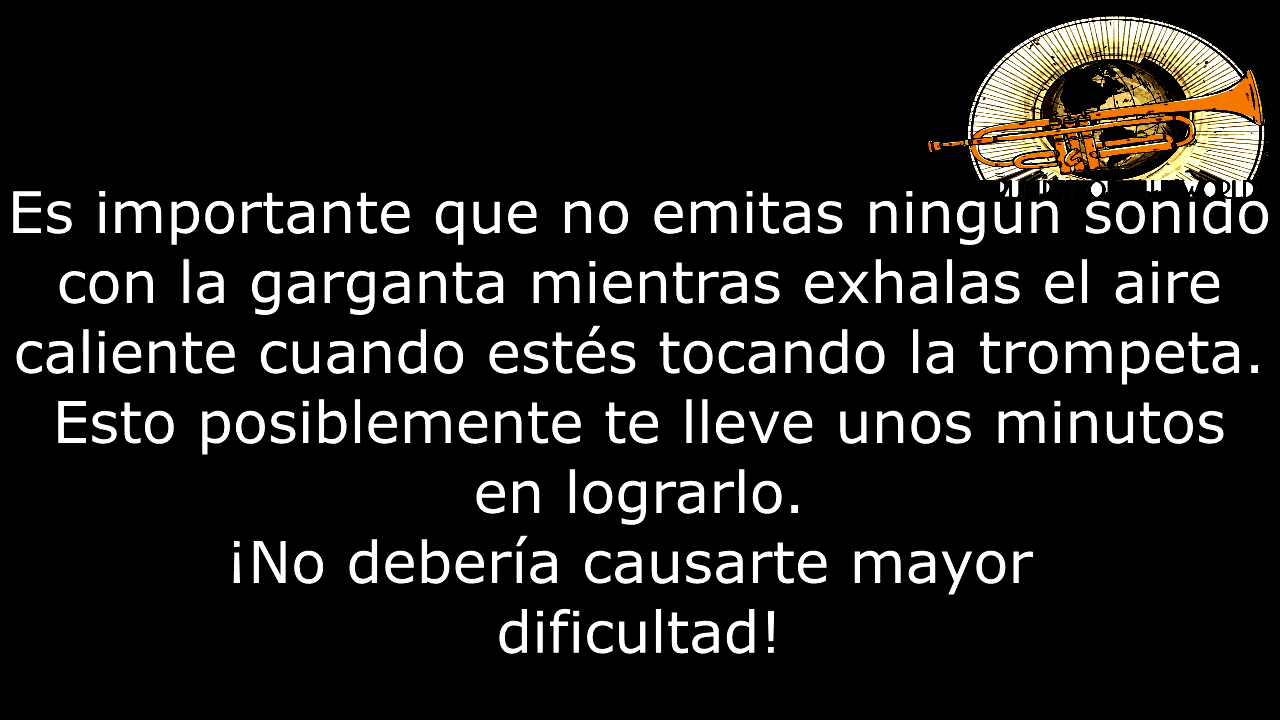 Es importante que no emitas ningún sonido
con la garganta mientras exhalas el aire
caliente cuando estés tocando la trompeta.
Esto posiblemente te lleve unos minutos
en lograrlo.
¡No debería causarte mayor
dificultad!